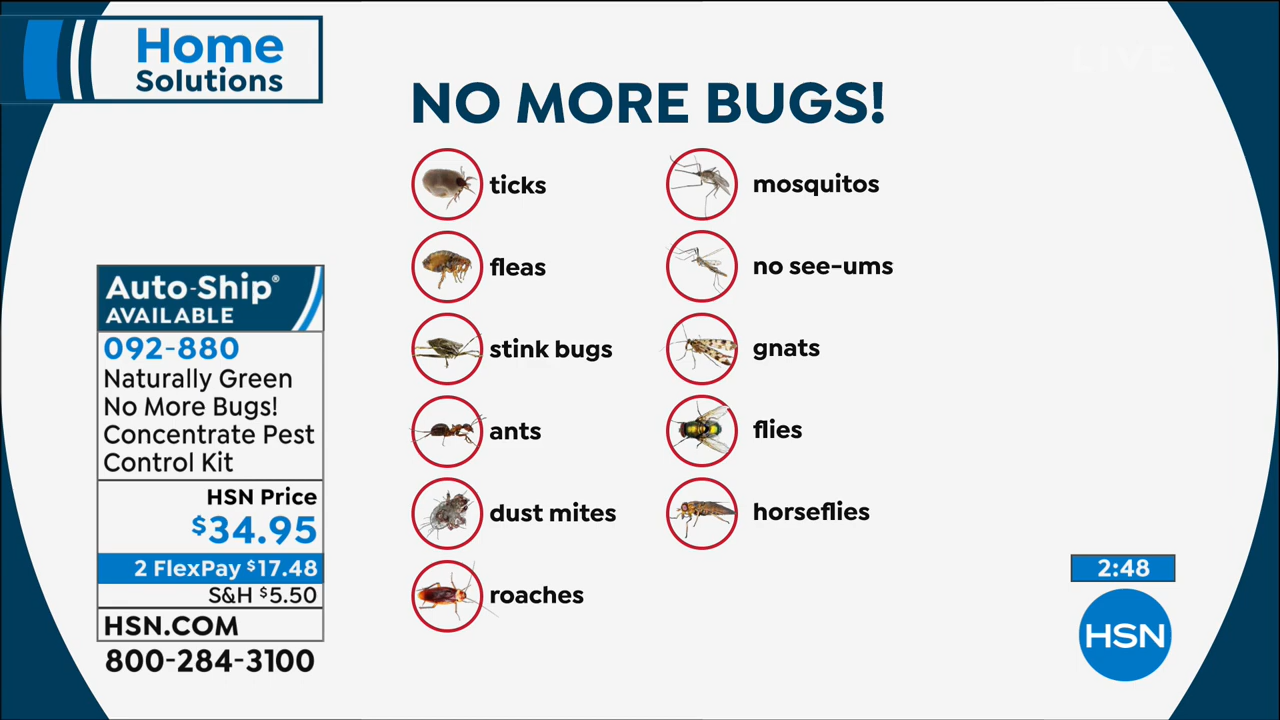 Home
Solutions
LIVE
NO MORE BUGS!
ticks
mosquitos
fleas
no see-ums
stink bugs
gnats
ants
flies
dust mites
horseflies
roaches
Auto-Ship®
AVAILABLE
092-880
Naturally Green
No More Bugs!
Concentrate Pest
Control Kit
HSN Price
$34.95
2 FlexPay $17.48
S&H $5.50
HSN.COM
800-284-3100
2:48
HSN